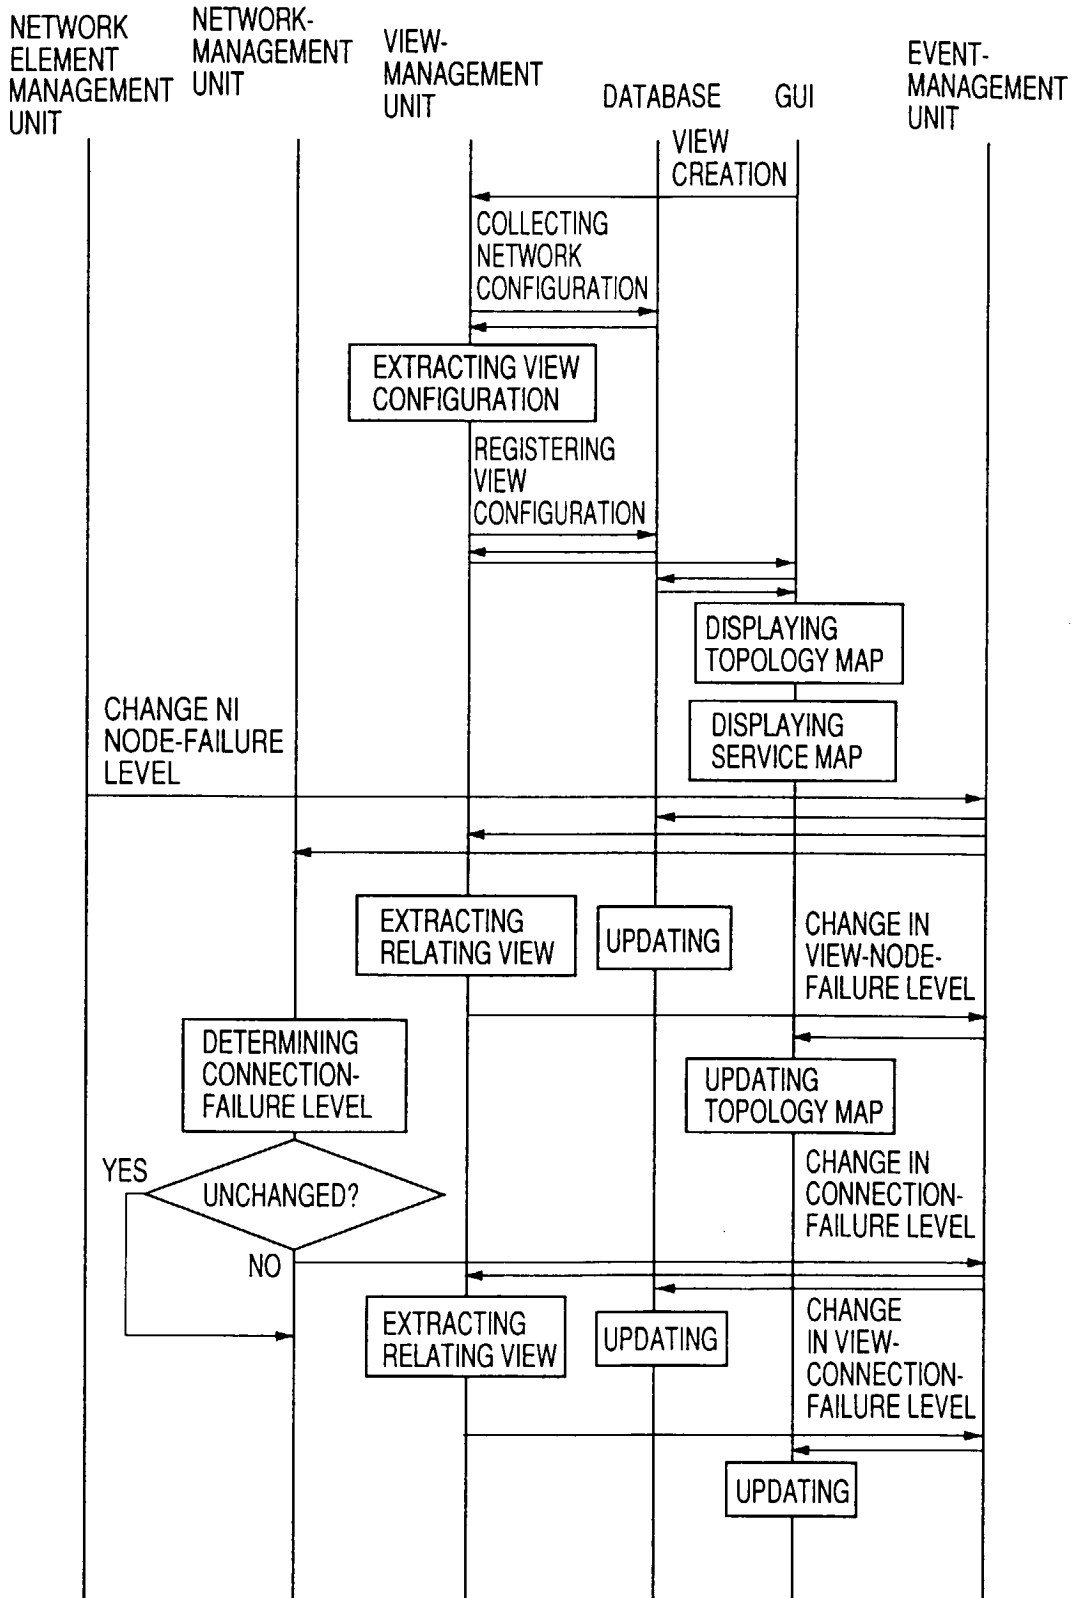 NETWORK
ELEMENT
MANAGEMENT
UNIT
NETWORK-
MANAGEMENT
UNIT
VIEW-
MANAGEMENT
UNIT
DATABASE
GUI
EVENT-
MANAGEMENT
UNIT
VIEW
CREATION
COLLECTING
NETWORK
CONFIGURATION
EXTRACTING VIEW
CONFIGURATION
REGISTERING
VIEW
CONFIGURATION
DISPLAYING
TOPOLOGY MAP
CHANGE NI
NODE-FAILURE
LEVEL
DISPLAYING
SERVICE MAP
EXTRACTING
RELATING VIEW
UPDATING
CHANGE IN
VIEW-NODE-
FAILURE LEVEL
DETERMINING
CONNECTION-
FAILURE LEVEL
UPDATING
TOPOLOGY MAP
YES
UNCHANGED?
CHANGE IN
CONNECTION-
FAILURE LEVEL
NO
EXTRACTING
RELATING VIEW
UPDATING
CHANGE
IN VIEW-
CONNECTION-
FAILURE LEVEL
UPDATING